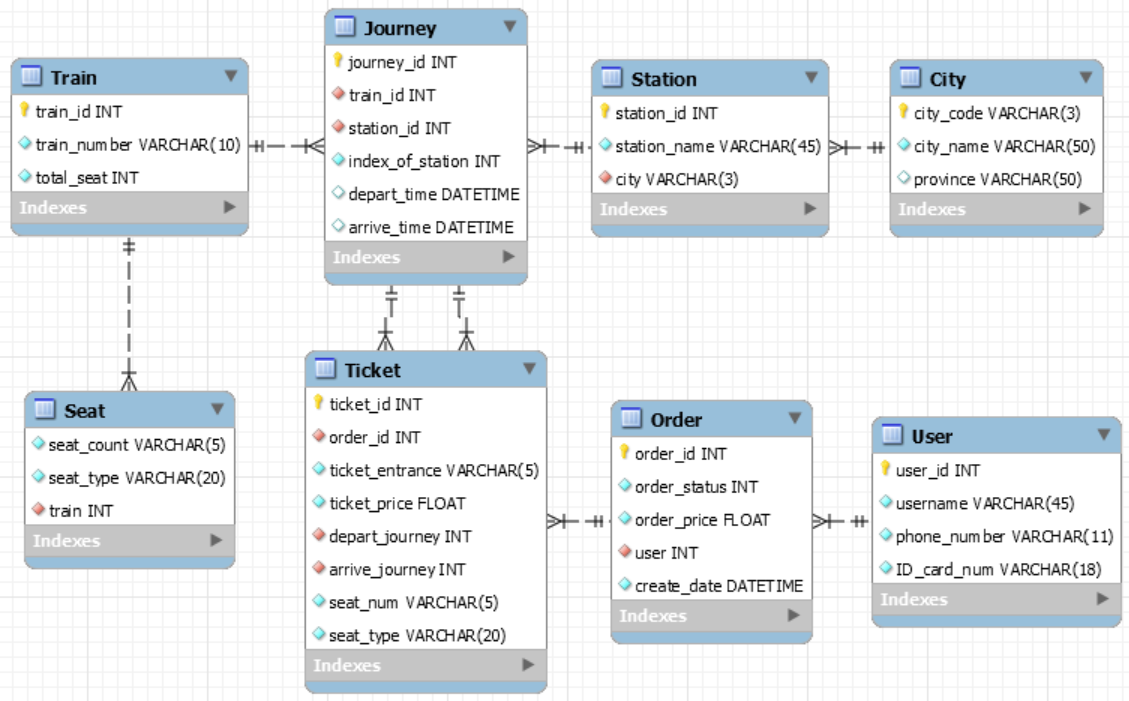 Train
train_id INT
train_number VARCHAR(10)
total_seat INT
Indexes
Journey
journey_id INT
train_id INT
station_id INT
index_of_station INT
depart_time DATETIME
arrive_time DATETIME
Indexes
Station
station_id INT
station_name VARCHAR(45)
city VARCHAR(3)
Indexes
City
city_code VARCHAR(3)
city_name VARCHAR(50)
province VARCHAR(50)
Indexes
Seat
seat_count VARCHAR(5)
seat_type VARCHAR(20)
train INT
Indexes
Ticket
ticket_id INT
order_id INT
ticket_entrance VARCHAR(5)
ticket_price FLOAT
depart_journey INT
arrive_journey INT
seat_num VARCHAR(5)
seat_type VARCHAR(20)
Indexes
Order
order_id INT
order_status INT
order_price FLOAT
user INT
create_date DATETIME
Indexes
User
user_id INT
username VARCHAR(45)
phone_number VARCHAR(11)
ID_card_num VARCHAR(18)
Indexes